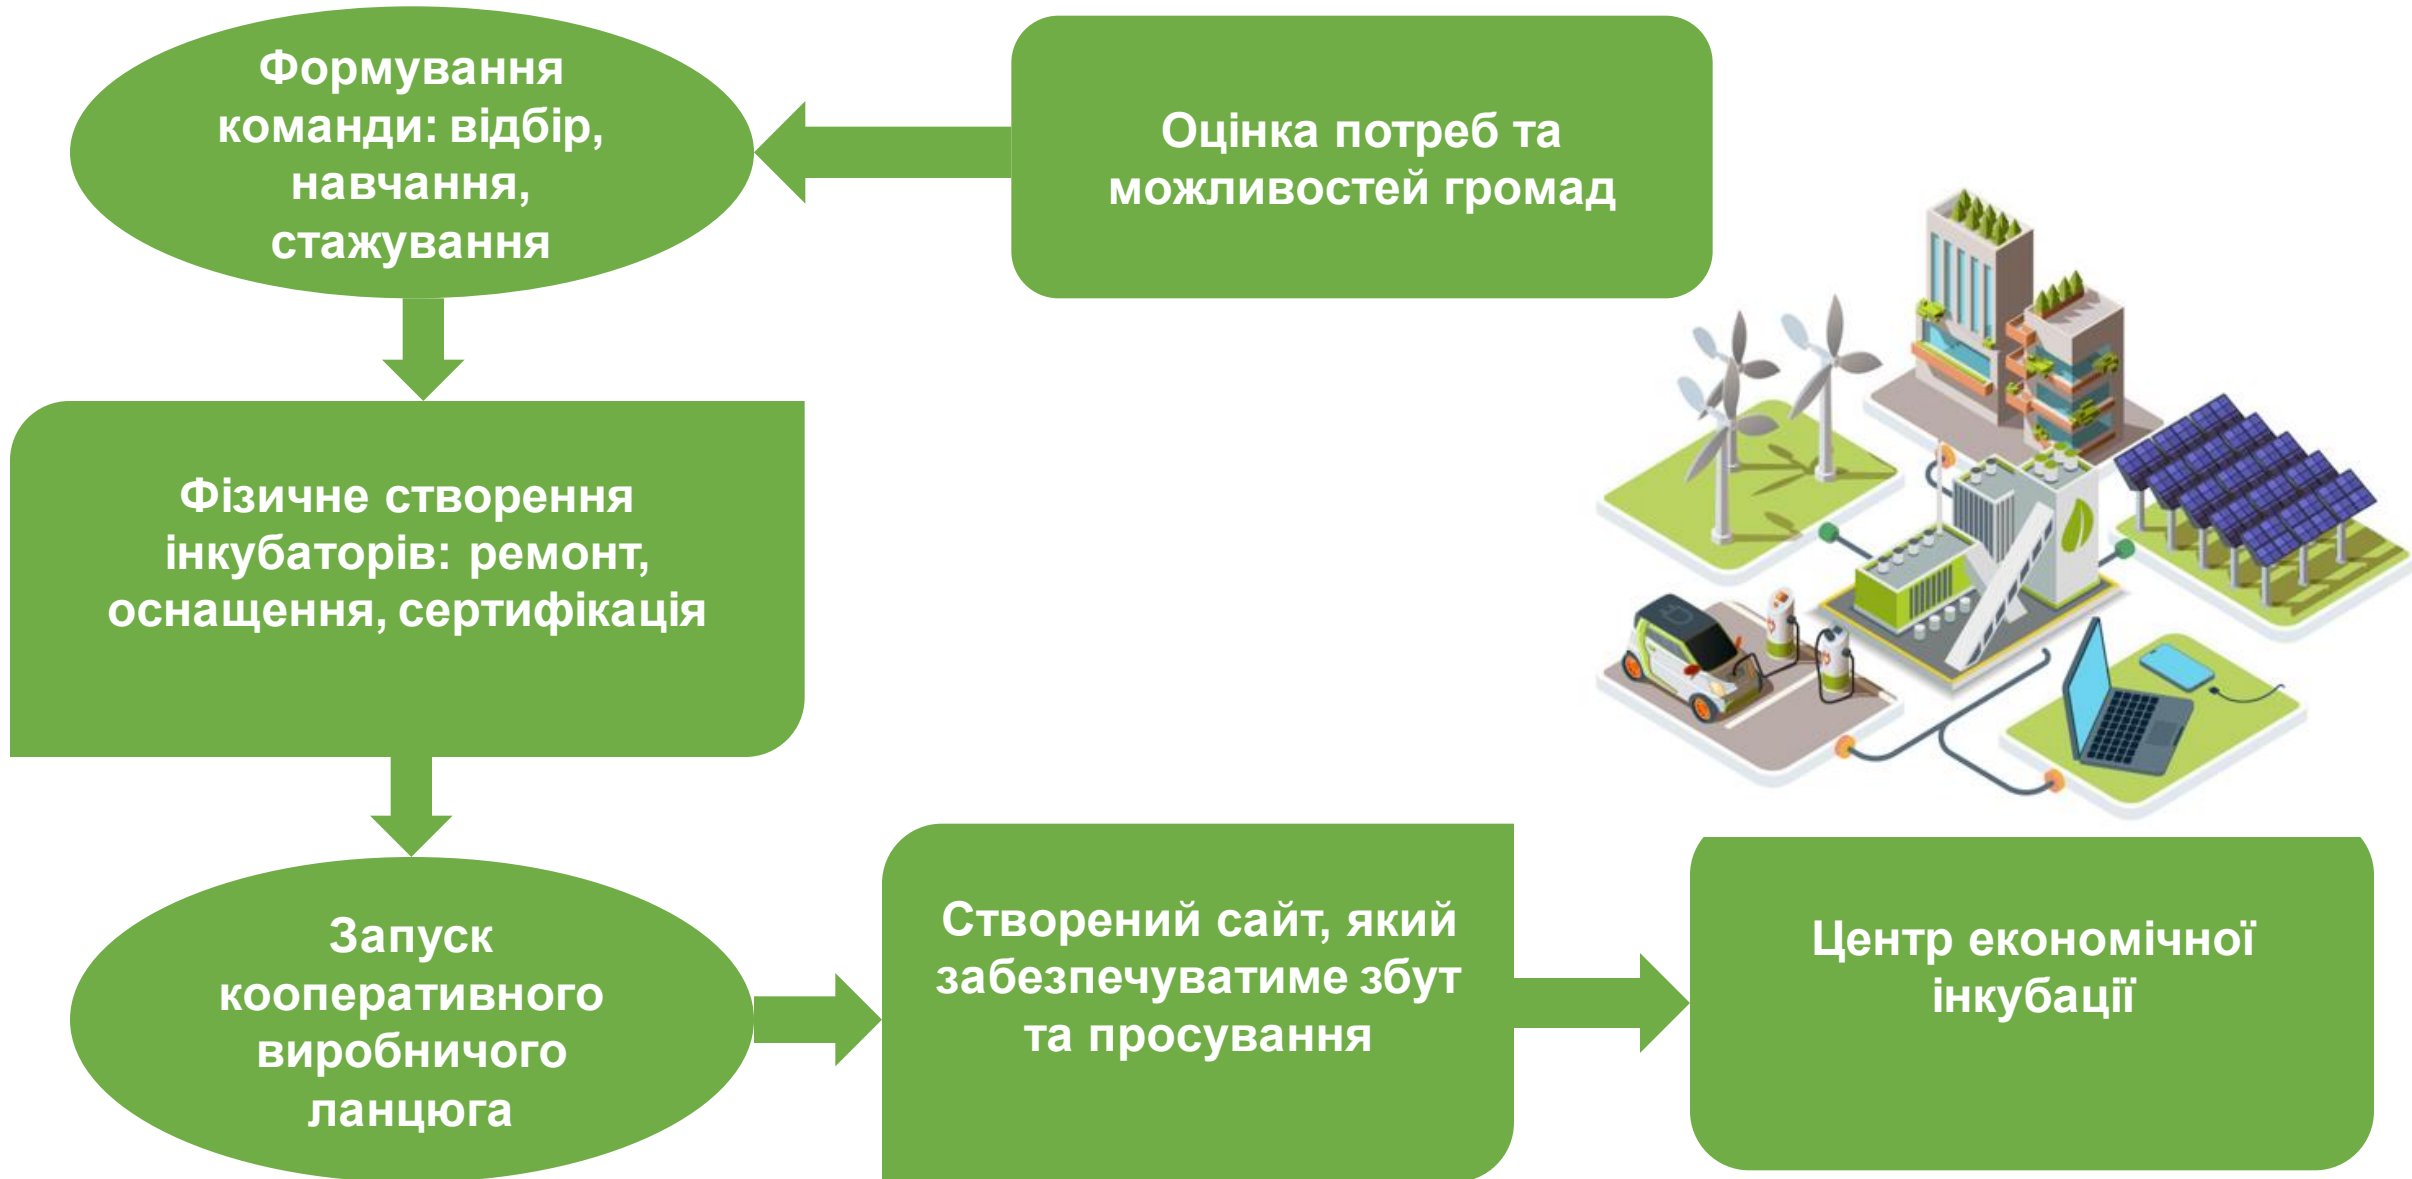 Формування
команди: відбір,
навчання,
стажування
Оцінка потреб та
можливостей громад
Фізичне створення
інкубаторів: ремонт,
оснащення, сертифікація
Запуск
кооперативного
виробничого
ланцюга
Створений сайт, який
забезпечуватиме збут
та просування
Центр економічної
інкубації